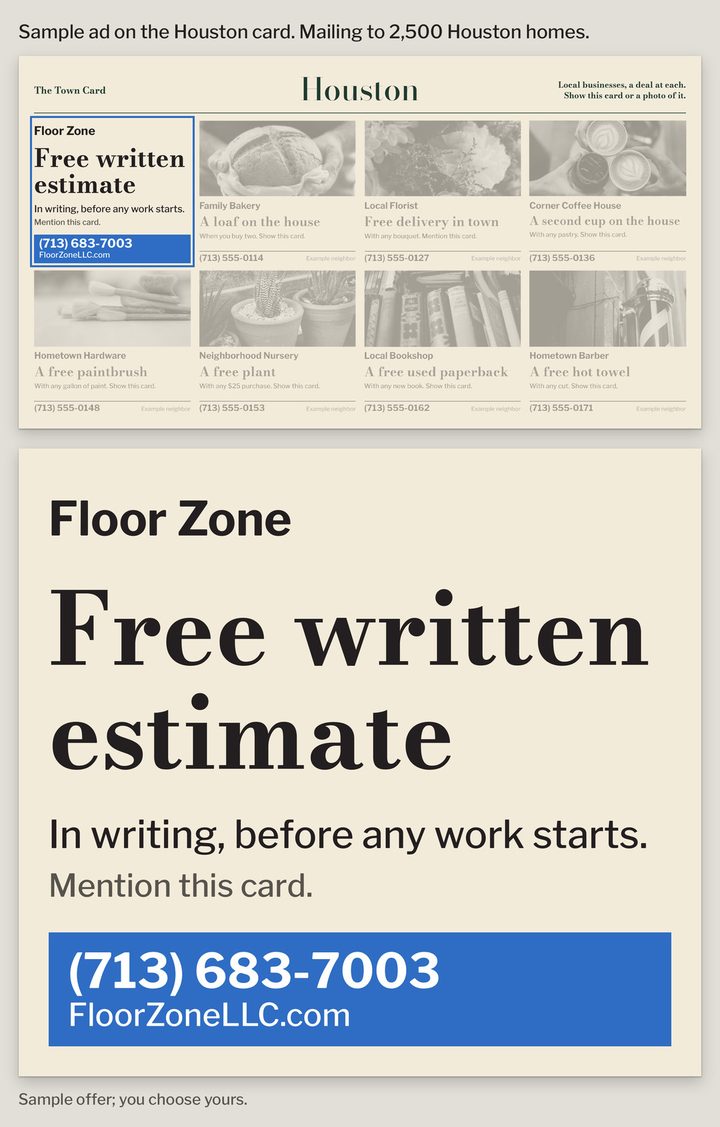 Sample ad on the Houston card. Mailing to 2,500 Houston homes.
The Town Card
Houston
Local businesses, a deal at each.
Show this card or a photo of it.
Floor Zone
Free written
estimate
In writing, before any work starts.
Mention this card.
(713) 683-7003
FloorZoneLLC.com
Family Bakery
A loaf on the house
When you buy two. Show this card.
(713) 555-0114 Example neighbor
Local Florist
Free delivery in town
With any bouquet. Mention this card.
(713) 555-0127 Example neighbor
Corner Coffee House
A second cup on the house
With any pastry. Show this card.
(713) 555-0136 Example neighbor
Hometown Hardware
A free paintbrush
With any gallon of paint. Show this card.
(713) 555-0148 Example neighbor
Neighborhood Nursery
A free plant
With any $25 purchase. Show this card.
(713) 555-0153 Example neighbor
Local Bookshop
A free used paperback
With any new book. Show this card.
(713) 555-0162 Example neighbor
Hometown Barber
A free hot towel
With any cut. Show this card.
(713) 555-0171 Example neighbor
Floor Zone
Free written
estimate
In writing, before any work starts.
Mention this card.
(713) 683-7003
FloorZoneLLC.com
Sample offer; you choose yours.